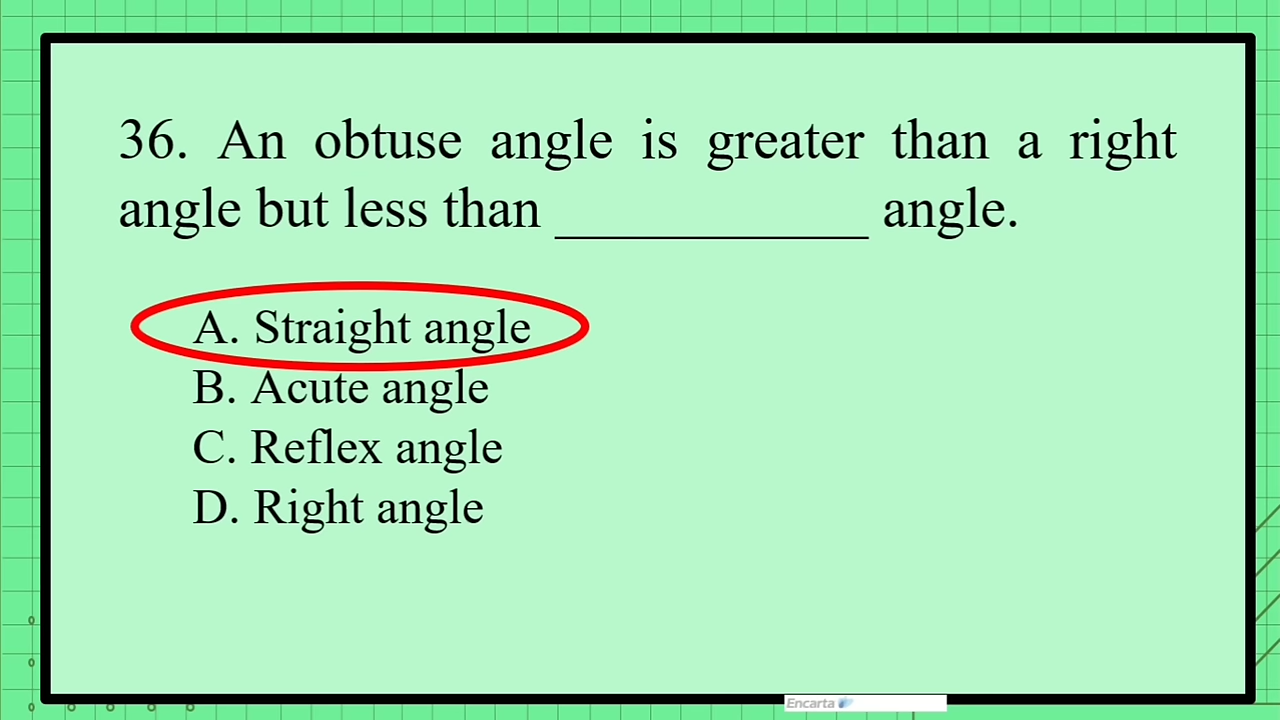 36. An obtuse angle is greater than a right
angle but less than ____________ angle.
A. Straight angle
B. Acute angle
C. Reflex angle
D. Right angle
Encarta